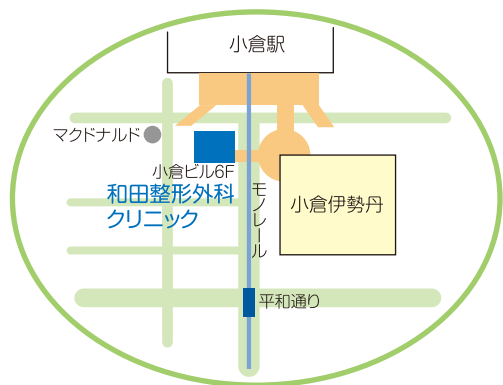 小倉駅
マクドナルド
小倉ビル6F
和田整形外科
クリニック
モノレール
小倉伊勢丹
平和通り